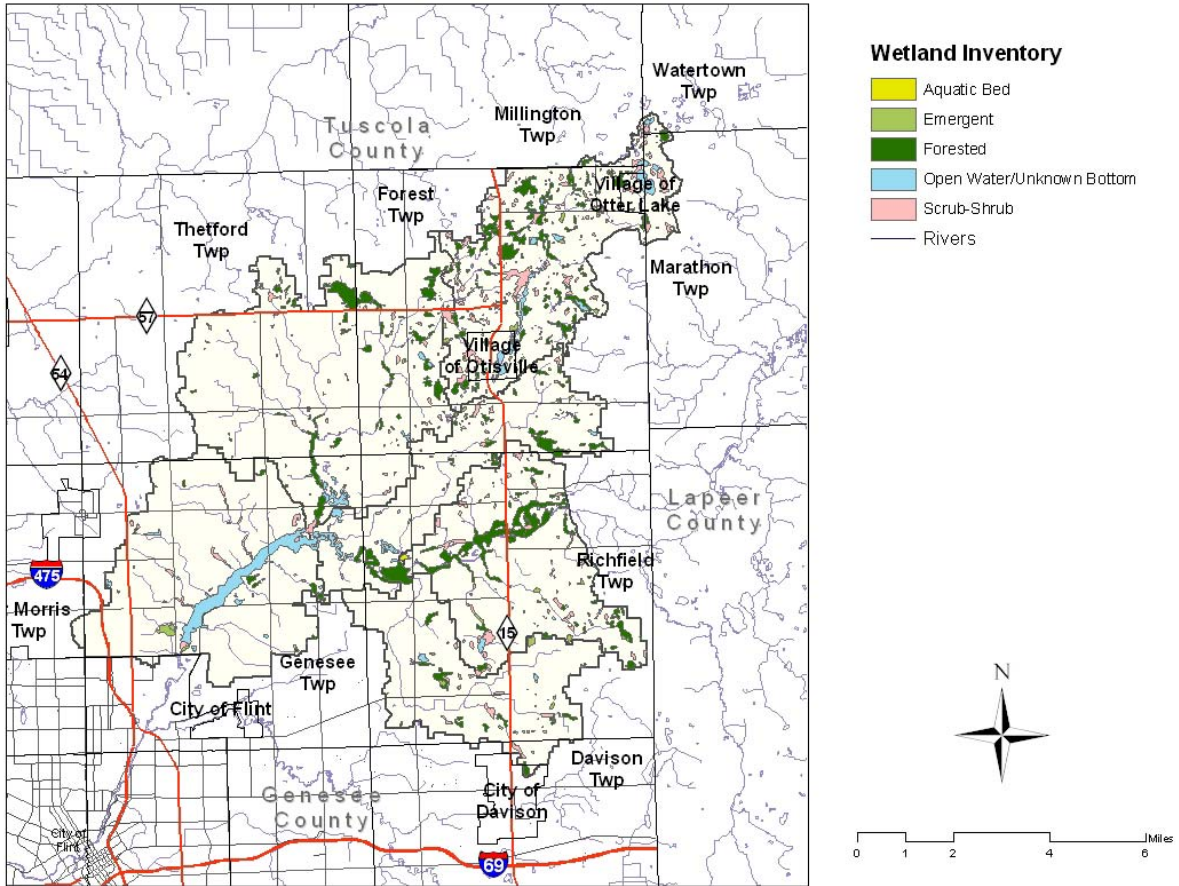 Wetland Inventory
Aquatic Bed
Emergent
Forested
Open Water/Unknown Bottom
Scrub-Shrub
Rivers
Watertown
Twp
Millington
Twp
Tuscola
County
Village of
Otter Lake
Forest
Twp
Thetford
Twp
Marathon
Twp
57
54
Village
of Otisville
Lapeer
County
475
Richfield
Twp
Morris
Twp
15
Genesee
Twp
City of Flint
Davison
Twp
Genesee
County
City of
Davison
City of
Flint
69
N
0 1 2 4 6
Miles